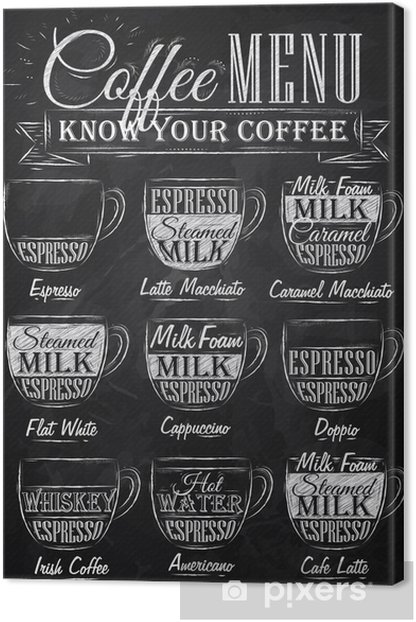 Coffee MENU
KNOW YOUR COFFEE
ESPRESSO
Espresso
ESPRESSO
Steamed
MILK
Latte Macchiato
Milk Foam
MILK
Caramel
ESPRESSO
Caramel Macchiato
Steamed
MILK
ESPRESSO
Flat White
Milk Foam
MILK
ESPRESSO
Cappuccino
ESPRESSO
ESPRESSO
Doppio
WHISKEY
ESPRESSO
Irish Coffee
Hot
WATER
ESPRESSO
Americano
Milk Foam
Steamed
MILK
ESPRESSO
Cafe Latte
pixers